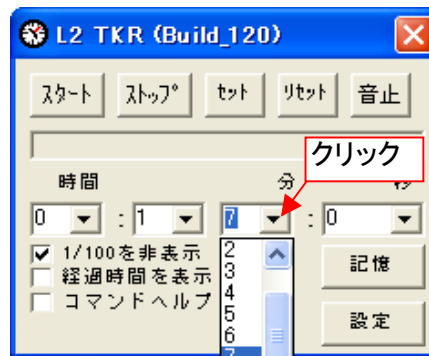 L2 TKR (Build_120)
ｽﾀｰﾄ ｽﾄｯﾌﾟ ｾｯﾄ ﾘｾｯﾄ 音止
クリック
時間 分 秒
0 : 1 7 : 0
1/100を非表示
経過時間を表示
コマンドヘルプ
2
3
4
5
6
7
記憶
設定